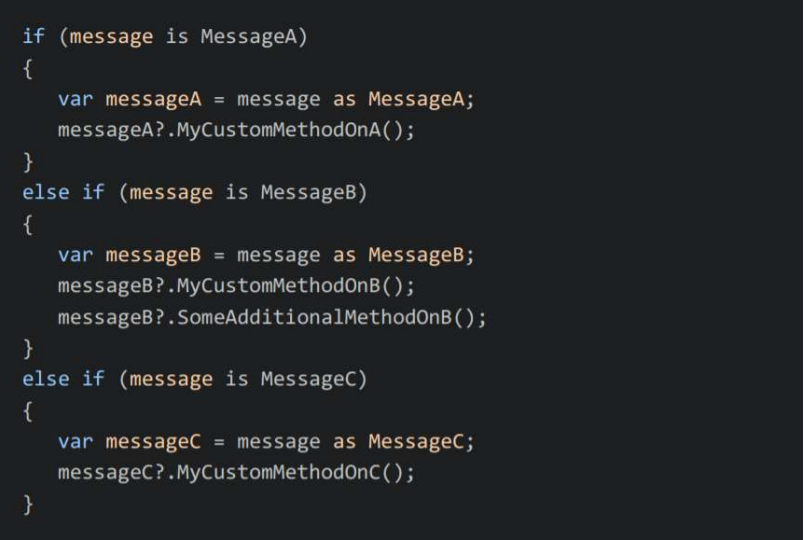 if (message is MessageA)
{
   var messageA = message as MessageA;
   messageA?.MyCustomMethodOnA();
}
else if (message is MessageB)
{
   var messageB = message as MessageB;
   messageB?.MyCustomMethodOnB();
   messageB?.SomeAdditionalMethodOnB();
}
else if (message is MessageC)
{
   var messageC = message as MessageC;
   messageC?.MyCustomMethodOnC();
}